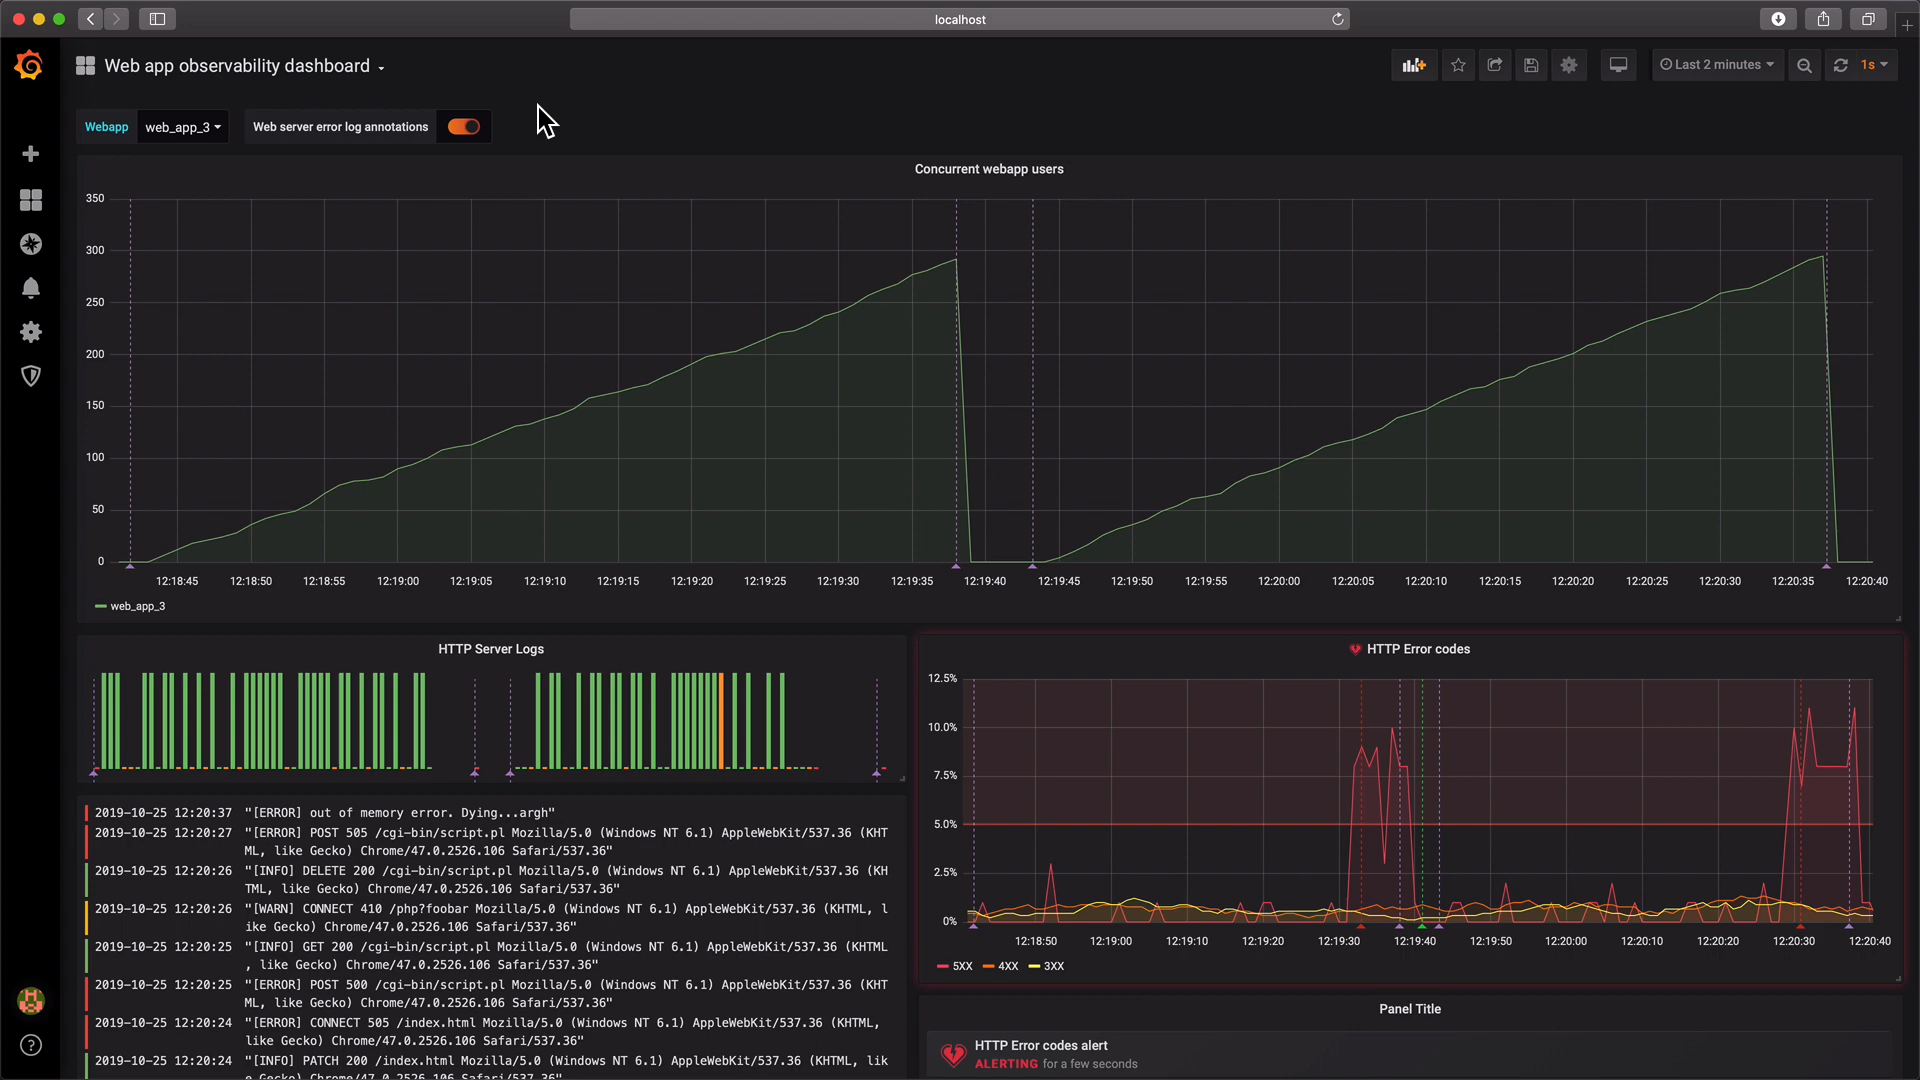 localhost
Web app observability dashboard
Last 2 minutes
1s
Webapp
web_app_3
Web server error log annotations
Concurrent webapp users
350
300
250
200
150
100
50
0
12:18:45 12:18:50 12:18:55 12:19:00 12:19:05 12:19:10 12:19:15 12:19:20 12:19:25 12:19:30 12:19:35 12:19:40 12:19:45 12:19:50 12:19:55 12:20:00 12:20:05 12:20:10 12:20:15 12:20:20 12:20:25 12:20:30 12:20:35 12:20:40
web_app_3
HTTP Server Logs
2019-10-25 12:20:37 "[ERROR] out of memory error. Dying...argh"
2019-10-25 12:20:27 "[ERROR] POST 505 /cgi-bin/script.pl Mozilla/5.0 (Windows NT 6.1) AppleWebKit/537.36 (KHT
ML, like Gecko) Chrome/47.0.2526.106 Safari/537.36"
2019-10-25 12:20:26 "[INFO] DELETE 200 /cgi-bin/script.pl Mozilla/5.0 (Windows NT 6.1) AppleWebKit/537.36 (KH
TML, like Gecko) Chrome/47.0.2526.106 Safari/537.36"
2019-10-25 12:20:26 "[WARN] CONNECT 410 /php?foobar Mozilla/5.0 (Windows NT 6.1) AppleWebKit/537.36 (KHTML, l
ike Gecko) Chrome/47.0.2526.106 Safari/537.36"
2019-10-25 12:20:25 "[INFO] GET 200 /cgi-bin/script.pl Mozilla/5.0 (Windows NT 6.1) AppleWebKit/537.36 (KHTML
, like Gecko) Chrome/47.0.2526.106 Safari/537.36"
2019-10-25 12:20:25 "[ERROR] POST 500 /cgi-bin/script.pl Mozilla/5.0 (Windows NT 6.1) AppleWebKit/537.36 (KHT
ML, like Gecko) Chrome/47.0.2526.106 Safari/537.36"
2019-10-25 12:20:24 "[ERROR] CONNECT 505 /index.html Mozilla/5.0 (Windows NT 6.1) AppleWebKit/537.36 (KHTML,
like Gecko) Chrome/47.0.2526.106 Safari/537.36"
2019-10-25 12:20:24 "[INFO] PATCH 200 /index.html Mozilla/5.0 (Windows NT 6.1) AppleWebKit/537.36 (KHTML, lik
e Gecko) Chrome/47.0.2526.106 Safari/537.36"
HTTP Error codes
12.5%
10.0%
7.5%
5.0%
2.5%
0%
12:18:50 12:19:00 12:19:10 12:19:20 12:19:30 12:19:40 12:19:50 12:20:00 12:20:10 12:20:20 12:20:30 12:20:40
5XX 4XX 3XX
Panel Title
HTTP Error codes alert
ALERTING for a few seconds